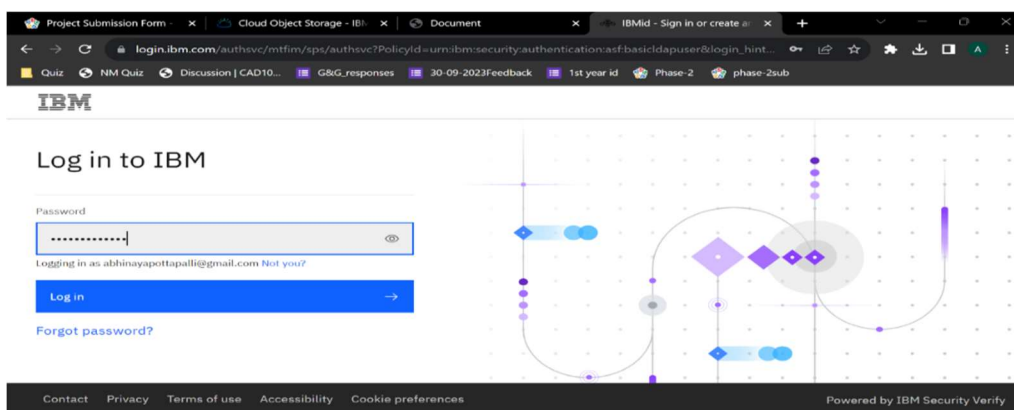 Project Submission Form -
Cloud Object Storage - IBM
Document
IBMid - Sign in or create an
login.ibm.com/authsvc/mtfim/sps/authsvc?PolicyId=urn:ibm:security:authentication:asf:basicldapuser&login_hint...
A
Quiz
NM Quiz
Discussion | CAD10...
G&G_responses
30-09-2023Feedback
1st year id
Phase-2
phase-2sub
IBM
Log in to IBM
Password
Logging in as abhinayapottapalli@gmail.com Not you?
Log in
Forgot password?
Contact Privacy Terms of use Accessibility Cookie preferences
Powered by IBM Security Verify